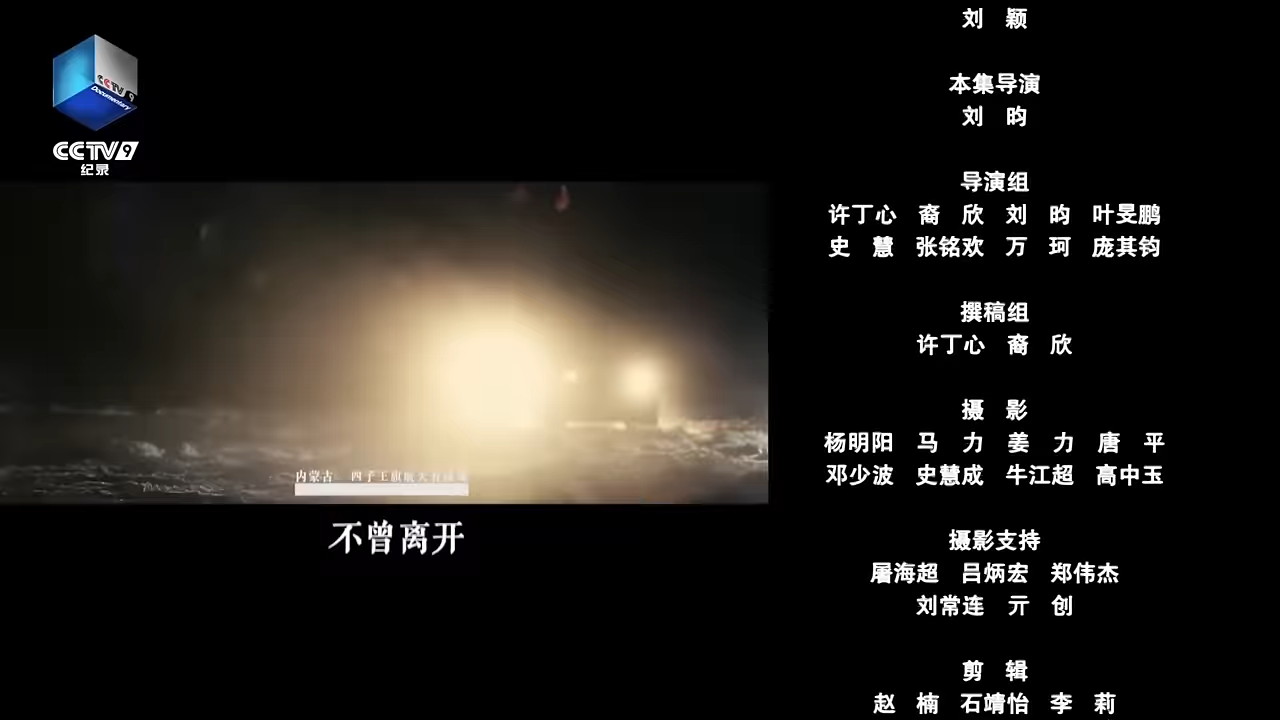 CCTV 9
Documentary
CCTV9
纪录
内蒙古 四子王旗航天
不曾离开
刘 颖
本集导演
刘 昀
导演组
许丁心 裔 欣 刘 昀 叶旻鹏
史 慧 张铭欢 万 珂 庞其钧
撰稿组
许丁心 裔 欣
摄 影
杨明阳 马 力 姜 力 唐 平
邓少波 史慧成 牛江超 高中玉
摄影支持
屠海超 吕炳宏 郑伟杰
刘常连 亓 创
剪 辑
赵 楠 石靖怡 李 莉